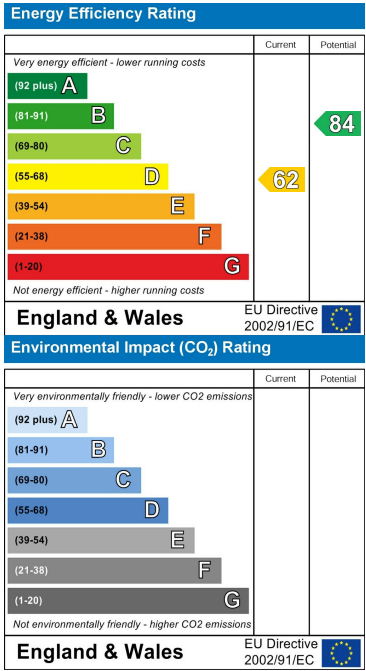 Energy Efficiency Rating
Current Potential
Very energy efficient - lower running costs
(92 plus) A
(81-91) B
84
(69-80) C
(55-68) D
62
(39-54) E
(21-38) F
(1-20) G
Not energy efficient - higher running costs
England & Wales
EU Directive
2002/91/EC
Environmental Impact (CO₂) Rating
Current Potential
Very environmentally friendly - lower CO2 emissions
(92 plus) A
(81-91) B
(69-80) C
(55-68) D
(39-54) E
(21-38) F
(1-20) G
Not environmentally friendly - higher CO2 emissions
England & Wales
EU Directive
2002/91/EC